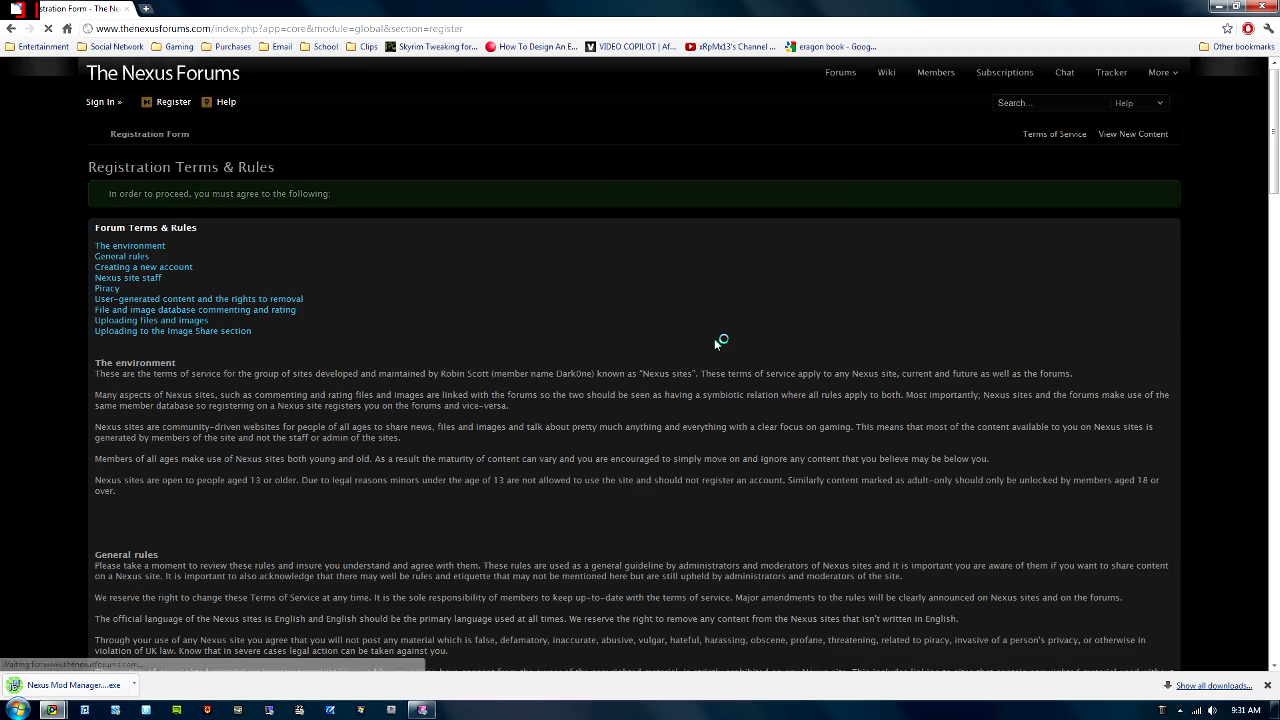 stration Form - The Ne
www.thenexusforums.com/index.php?app=core&module=global&section=register
Entertainment Social Network Gaming Purchases Email School Clips Skyrim Tweaking for... How To Design An E... VIDEO COPILOT | Af... xRpMx13's Channel ... eragon book - Goog... Other bookmarks
The Nexus Forums Forums Wiki Members Subscriptions Chat Tracker More
Sign In » Register Help Search... Help
Registration Form Terms of Service View New Content
Registration Terms & Rules
In order to proceed, you must agree to the following:
Forum Terms & Rules
The environment
General rules
Creating a new account
Nexus site staff
Piracy
User-generated content and the rights to removal
File and image database commenting and rating
Uploading files and images
Uploading to the Image Share section
The environment
These are the terms of service for the group of sites developed and maintained by Robin Scott (member name Dark0ne) known as "Nexus sites". These terms of service apply to any Nexus site, current and future as well as the forums.
Many aspects of Nexus sites, such as commenting and rating files and images are linked with the forums so the two should be seen as having a symbiotic relation where all rules apply to both. Most importantly; Nexus sites and the forums make use of the
same member database so registering on a Nexus site registers you on the forums and vice-versa.
Nexus sites are community-driven websites for people of all ages to share news, files and images and talk about pretty much anything and everything with a clear focus on gaming. This means that most of the content available to you on Nexus sites is
generated by members of the site and not the staff or admin of the sites.
Members of all ages make use of Nexus sites both young and old. As a result the maturity of content can vary and you are encouraged to simply move on and ignore any content that you believe may be below you.
Nexus sites are open to people aged 13 or older. Due to legal reasons minors under the age of 13 are not allowed to use the site and should not register an account. Similarly content marked as adult-only should only be unlocked by members aged 18 or
over.
General rules
Please take a moment to review these rules and insure you understand and agree with them. These rules are used as a general guideline by administrators and moderators of Nexus sites and it is important you are aware of them if you want to share content
on a Nexus site. It is important to also acknowledge that there may well be rules and etiquette that may not be mentioned here but are still upheld by administrators and moderators of the site.
We reserve the right to change these Terms of Service at any time. It is the sole responsibility of members to keep up-to-date with the terms of service. Major amendments to the rules will be clearly announced on Nexus sites and on the forums.
The official language of the Nexus sites is English and English should be the primary language used at all times. We reserve the right to remove any content from the Nexus sites that isn't written in English.
Through your use of any Nexus site you agree that you will not post any material which is false, defamatory, inaccurate, abusive, vulgar, hateful, harassing, obscene, profane, threatening, related to piracy, invasive of a person's privacy, or otherwise in
violation of UK law. Know that in severe cases legal action can be taken against you.
Waiting for www.thenexusforums.com...
Nexus Mod Manager....exe Show all downloads...
9:31 AM